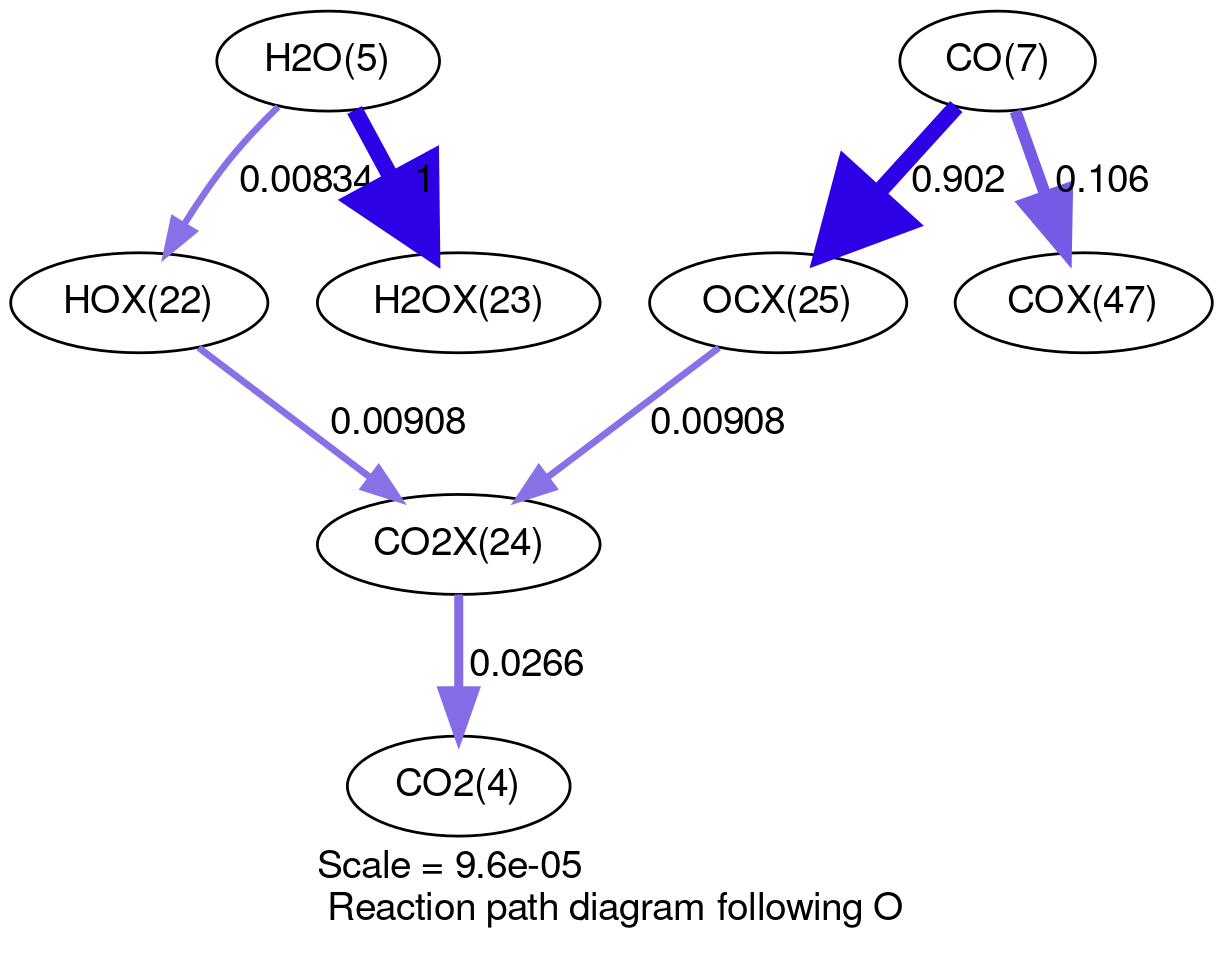 H2O(5)
CO(7)
0.00834
1
0.902
0.106
HOX(22)
H2OX(23)
OCX(25)
COX(47)
0.00908
0.00908
CO2X(24)
0.0266
CO2(4)
Scale = 9.6e-05
Reaction path diagram following O